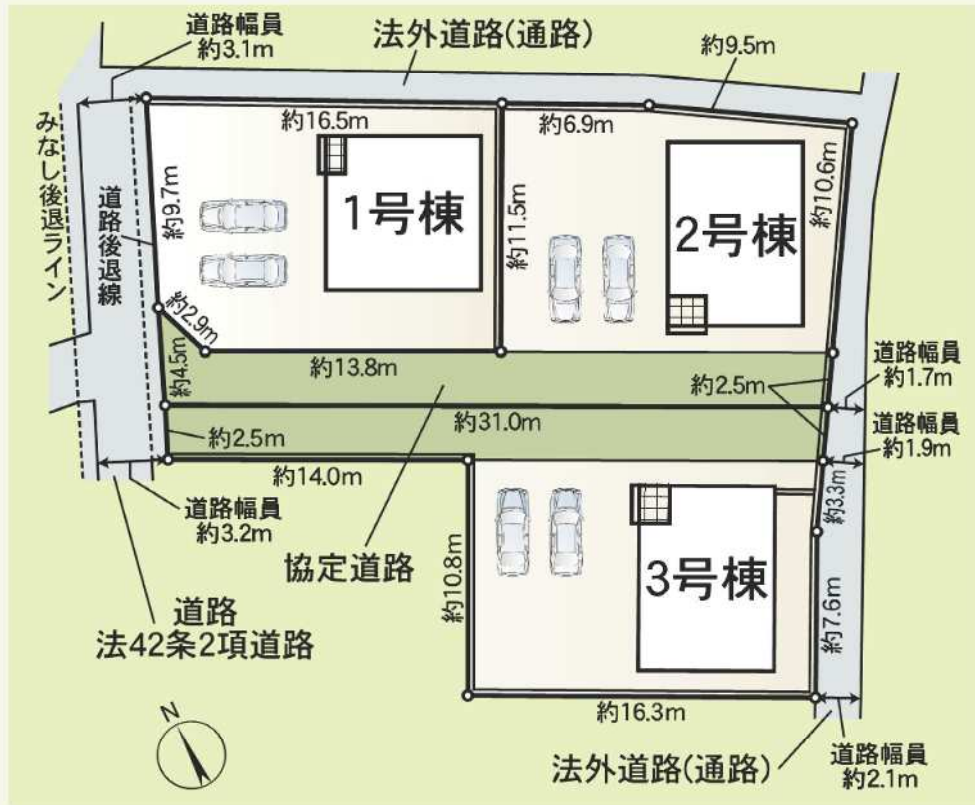 道路幅員
約3.1m
法外道路(通路)
約9.5m
みなし後退ライン
道路後退線
約16.5m
約6.9m
約9.7m
1号棟
約11.5m
2号棟
約10.6m
約2.9m
約4.5m
約13.8m
約2.5m
道路幅員
約1.7m
約31.0m
約2.5m
道路幅員
約1.9m
約14.0m
道路幅員
約3.2m
約3.3m
協定道路
約10.8m
3号棟
約7.6m
道路
法42条2項道路
N
約16.3m
法外道路(通路)
道路幅員
約2.1m